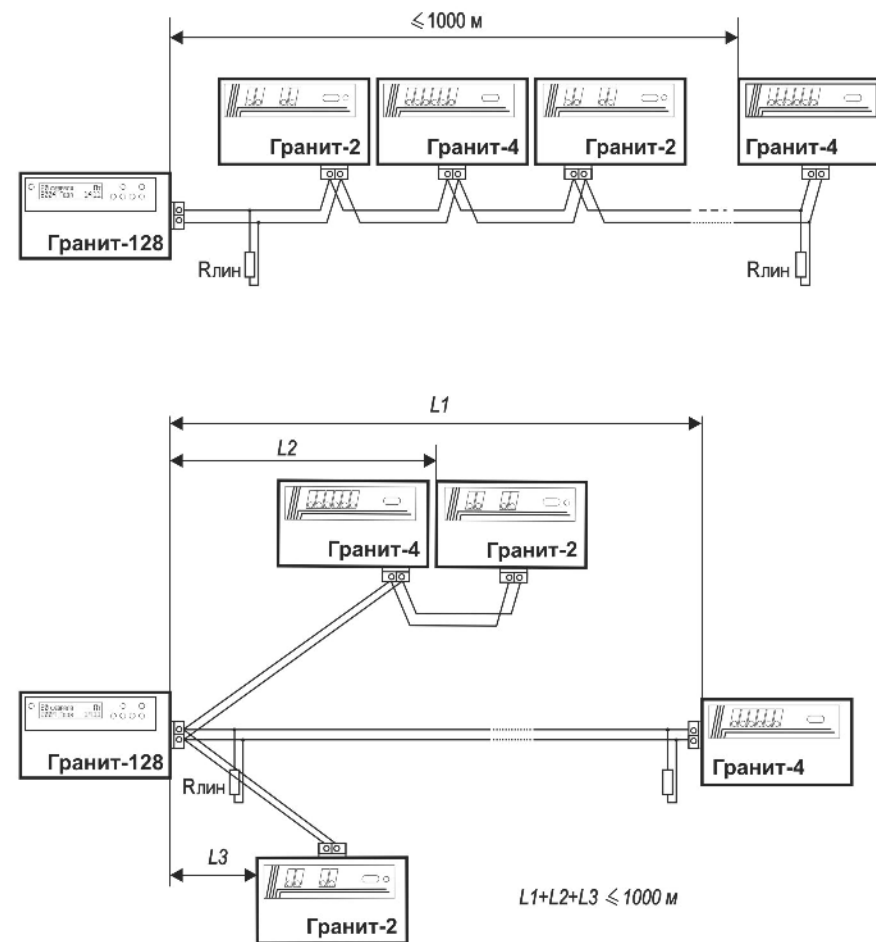 ≤ 1000 м
Гранит-2
Гранит-4
Гранит-2
Гранит-4
Гранит-128
Rлин
Rлин
L1
L2
Гранит-4
Гранит-2
Гранит-128
Rлин
Гранит-4
L3
L1+L2+L3 ≤ 1000 м
Гранит-2